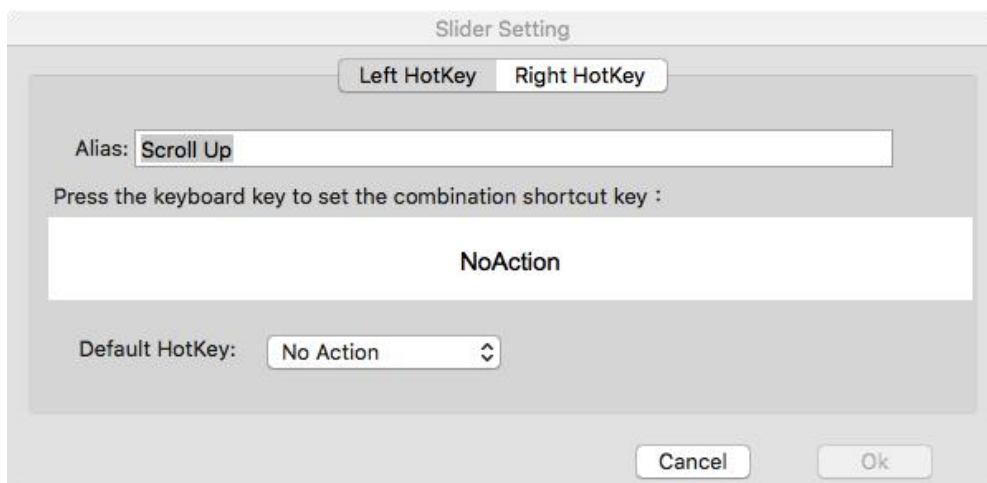 Slider Setting
Left HotKey Right HotKey
Alias: Scroll Up
Press the keyboard key to set the combination shortcut key：
NoAction
Default HotKey: No Action
Cancel Ok